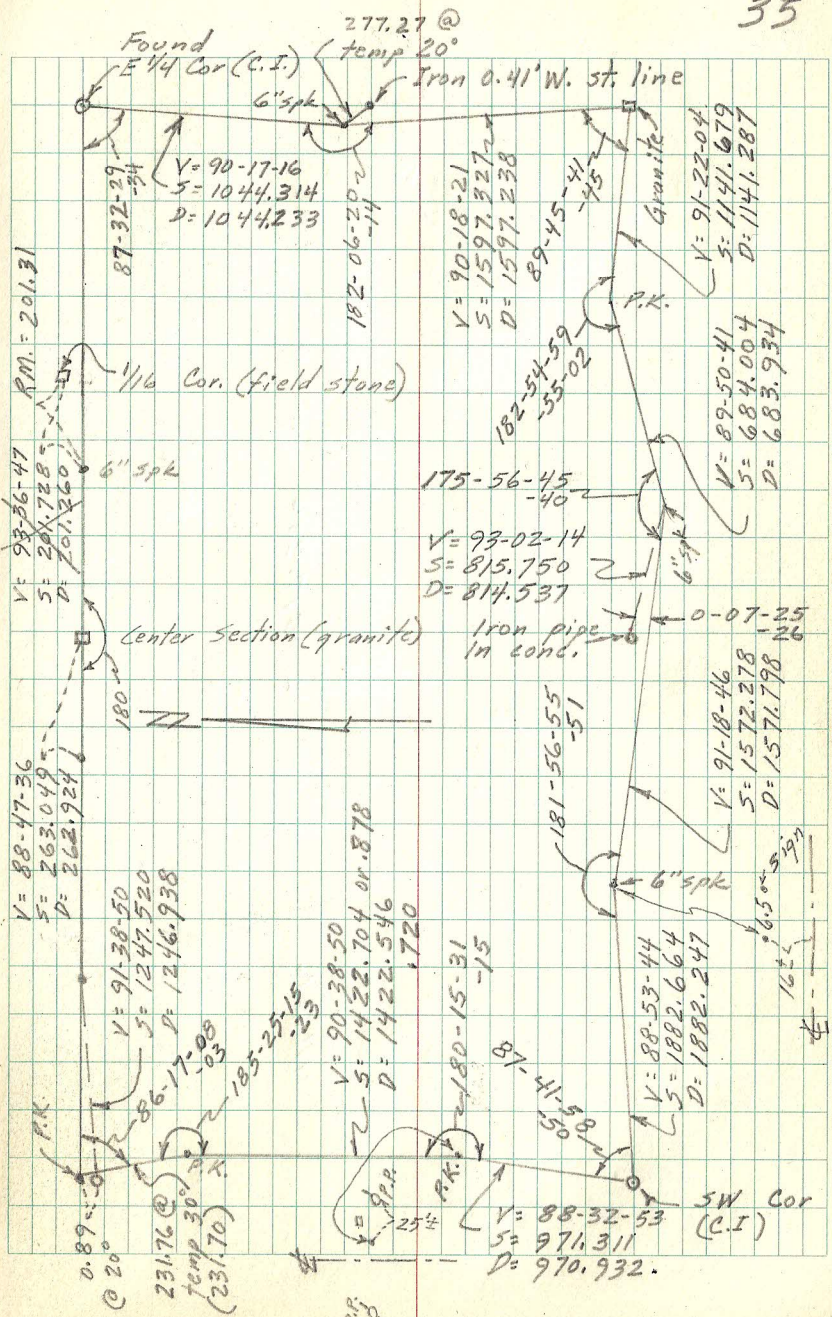 35
277.27 @
temp 20°
Found
E 1/4 Cor (C.I.)
6" spk
Iron 0.41' W. st. line
87-32-29
-34
V = 90-17-16
S = 1044.314
D = 1044.233
182-06-20
-14
V = 90-18-21
S = 1597.327
D = 1597.238
89-45-41
-45
Granite
V = 91-22-04
S = 1141.679
D = 1141.287
P.K.
182-54-59
-55-02
V = 89-50-41
S = 684.004
D = 683.934
R.M. = 201.31
1/16 Cor. (field stone)
V = 93-36-47
S = 201.728
D = 201.260
6" spk
175-56-45
-40
V = 93-02-14
S = 815.750
D = 814.537
6" spk
Iron pipe
in conc.
0-07-25
-26
Center Section (granite)
180
N
181-56-55
-51
V = 91-18-46
S = 1572.278
D = 1571.798
V = 88-47-36
S = 263.049
D = 262.924
6" spk
6.5 sign
16±
V = 91-38-50
S = 1247.520
D = 1246.938
86-17-08
-03
185-25-15
-23
V = 90-38-50
S = 1422.704 or .878
D = 1422.546
.720
180-15-31
-15
87-41-58
V = 88-53-44
S = 1882.664
D = 1882.247
P.K.
P.K.
P.K.
0.89
@ 20°
231.76 @
temp 30°
(231.70)
P.P.
25±
V = 88-32-53
S = 971.311
D = 970.932.
SW Cor
(C.I)